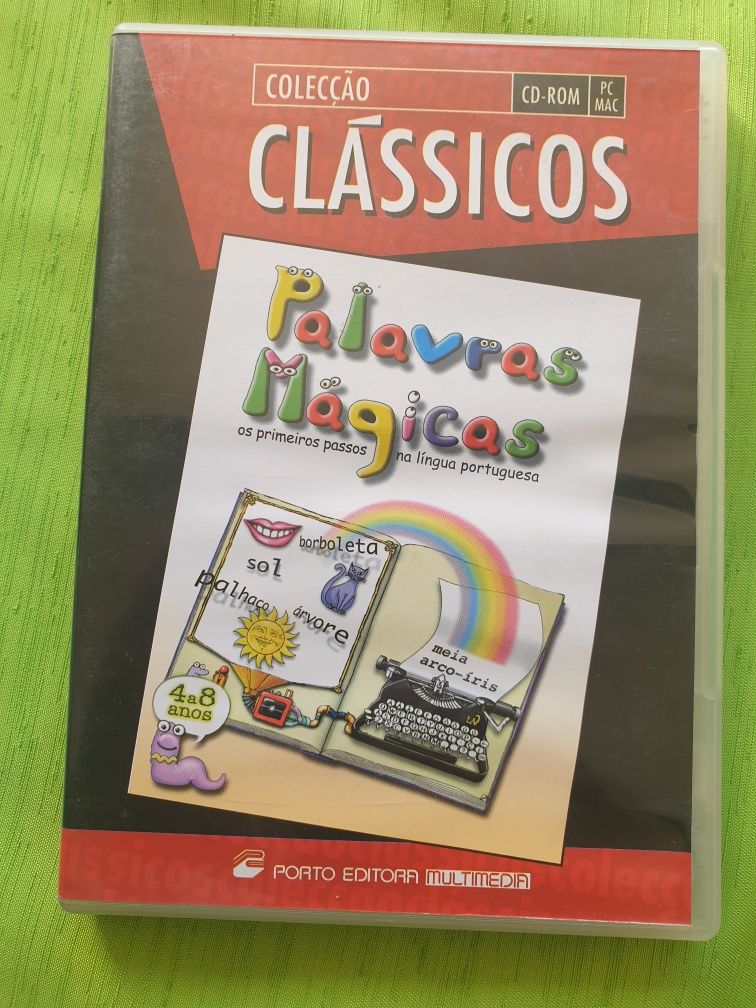 COLECÇÃO
CD-ROM
PC
MAC
CLÁSSICOS
Palavras
Mágicas
os primeiros passos na língua portuguesa
borboleta
sol
palhaço
árvore
meia
arco-íris
4 a 8
anos
PORTO EDITORA MULTIMEDIA